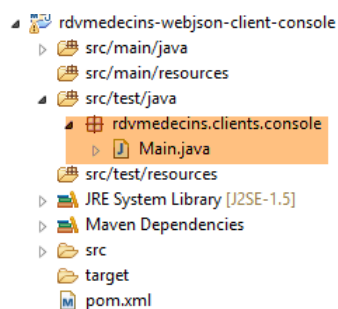 rdvmedecins-webjson-client-console
src/main/java
src/main/resources
src/test/java
rdvmedecins.clients.console
Main.java
src/test/resources
JRE System Library [J2SE-1.5]
Maven Dependencies
src
target
pom.xml